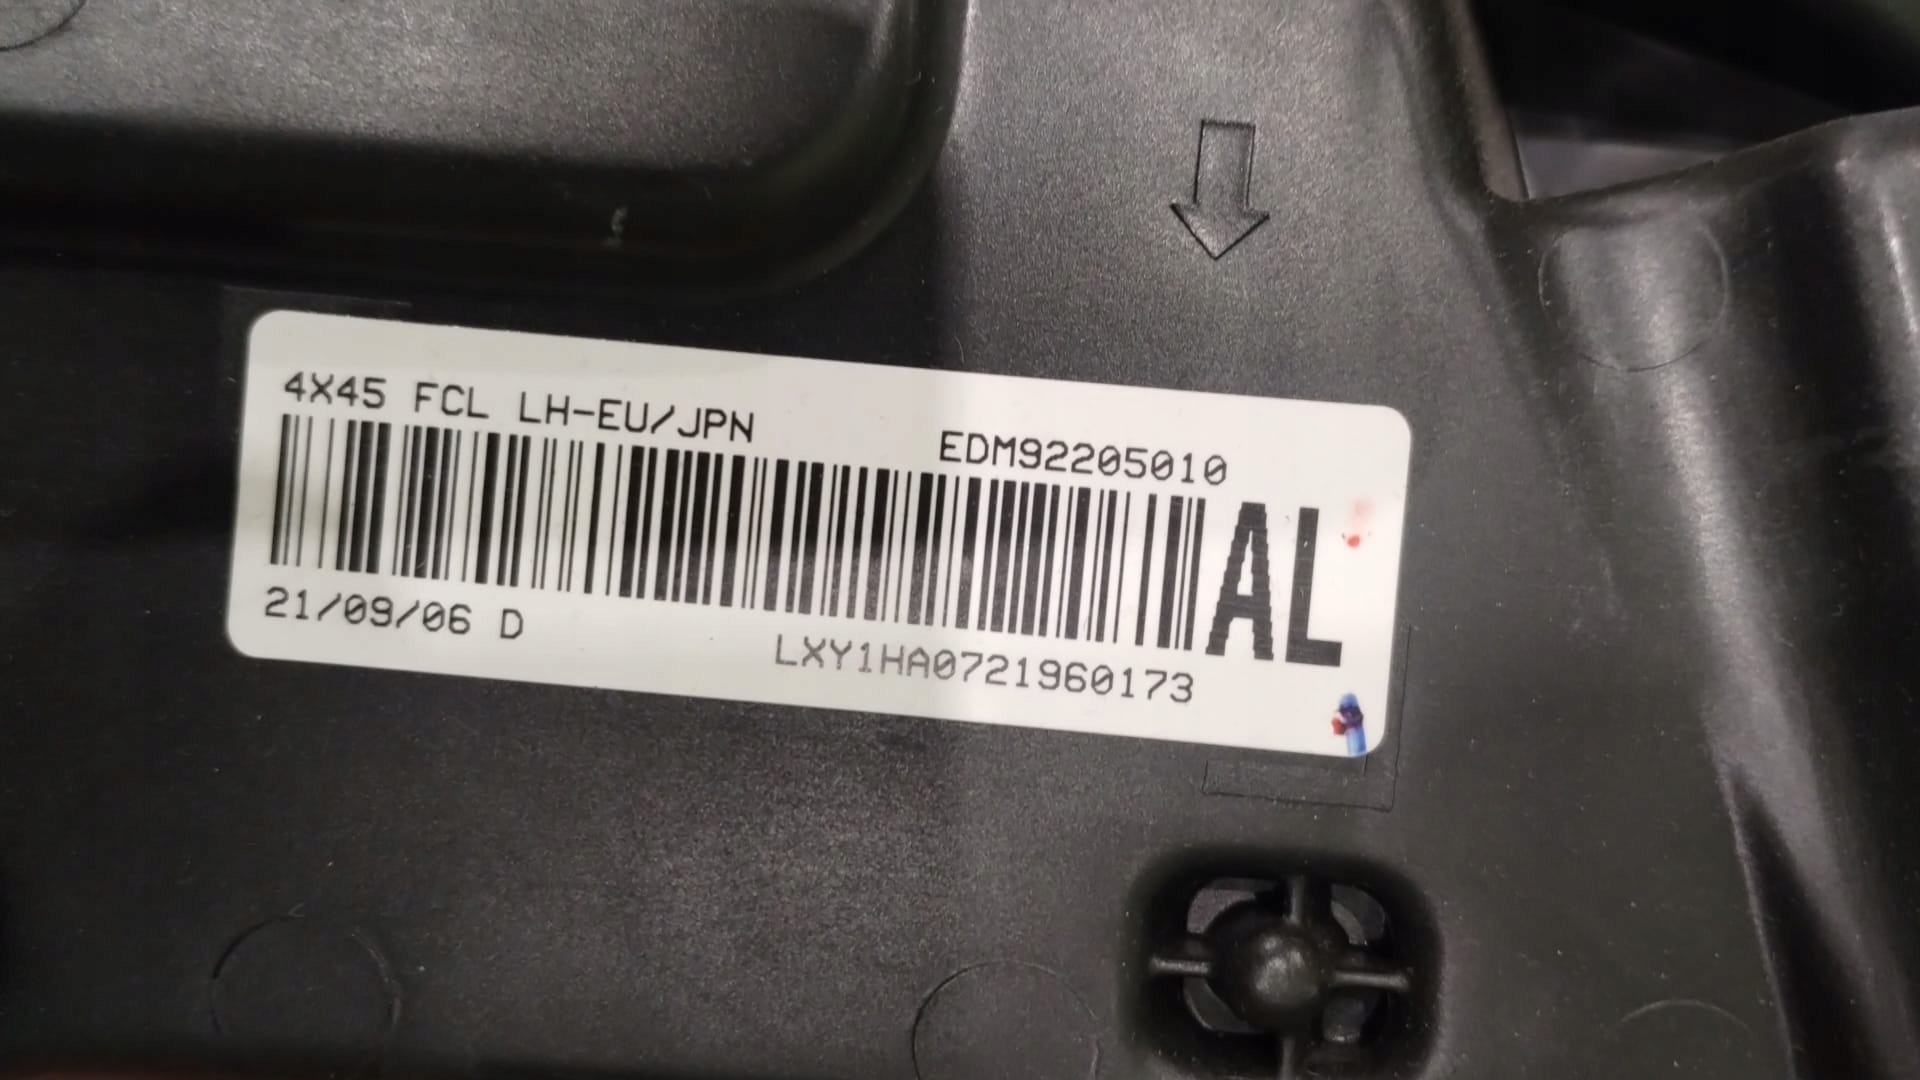 4X45 FCL LH-EU/JPN
EDM92205010
AL
21/09/06 D
LXY1HA0721960173